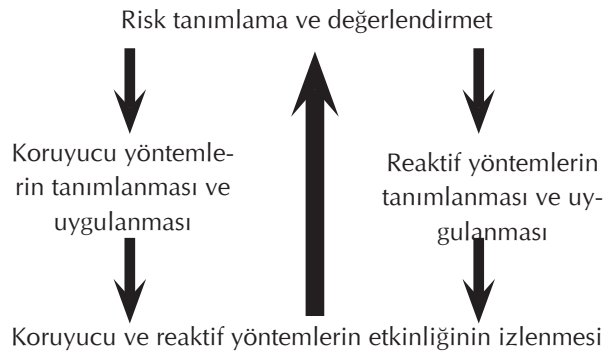 Risk tanımlama ve değerlendirmet
Koruyucu yöntemle-
rin tanımlanması ve
uygulanması
Reaktif yöntemlerin
tanımlanması ve uy-
gulanması
Koruyucu ve reaktif yöntemlerin etkinliğinin izlenmesi